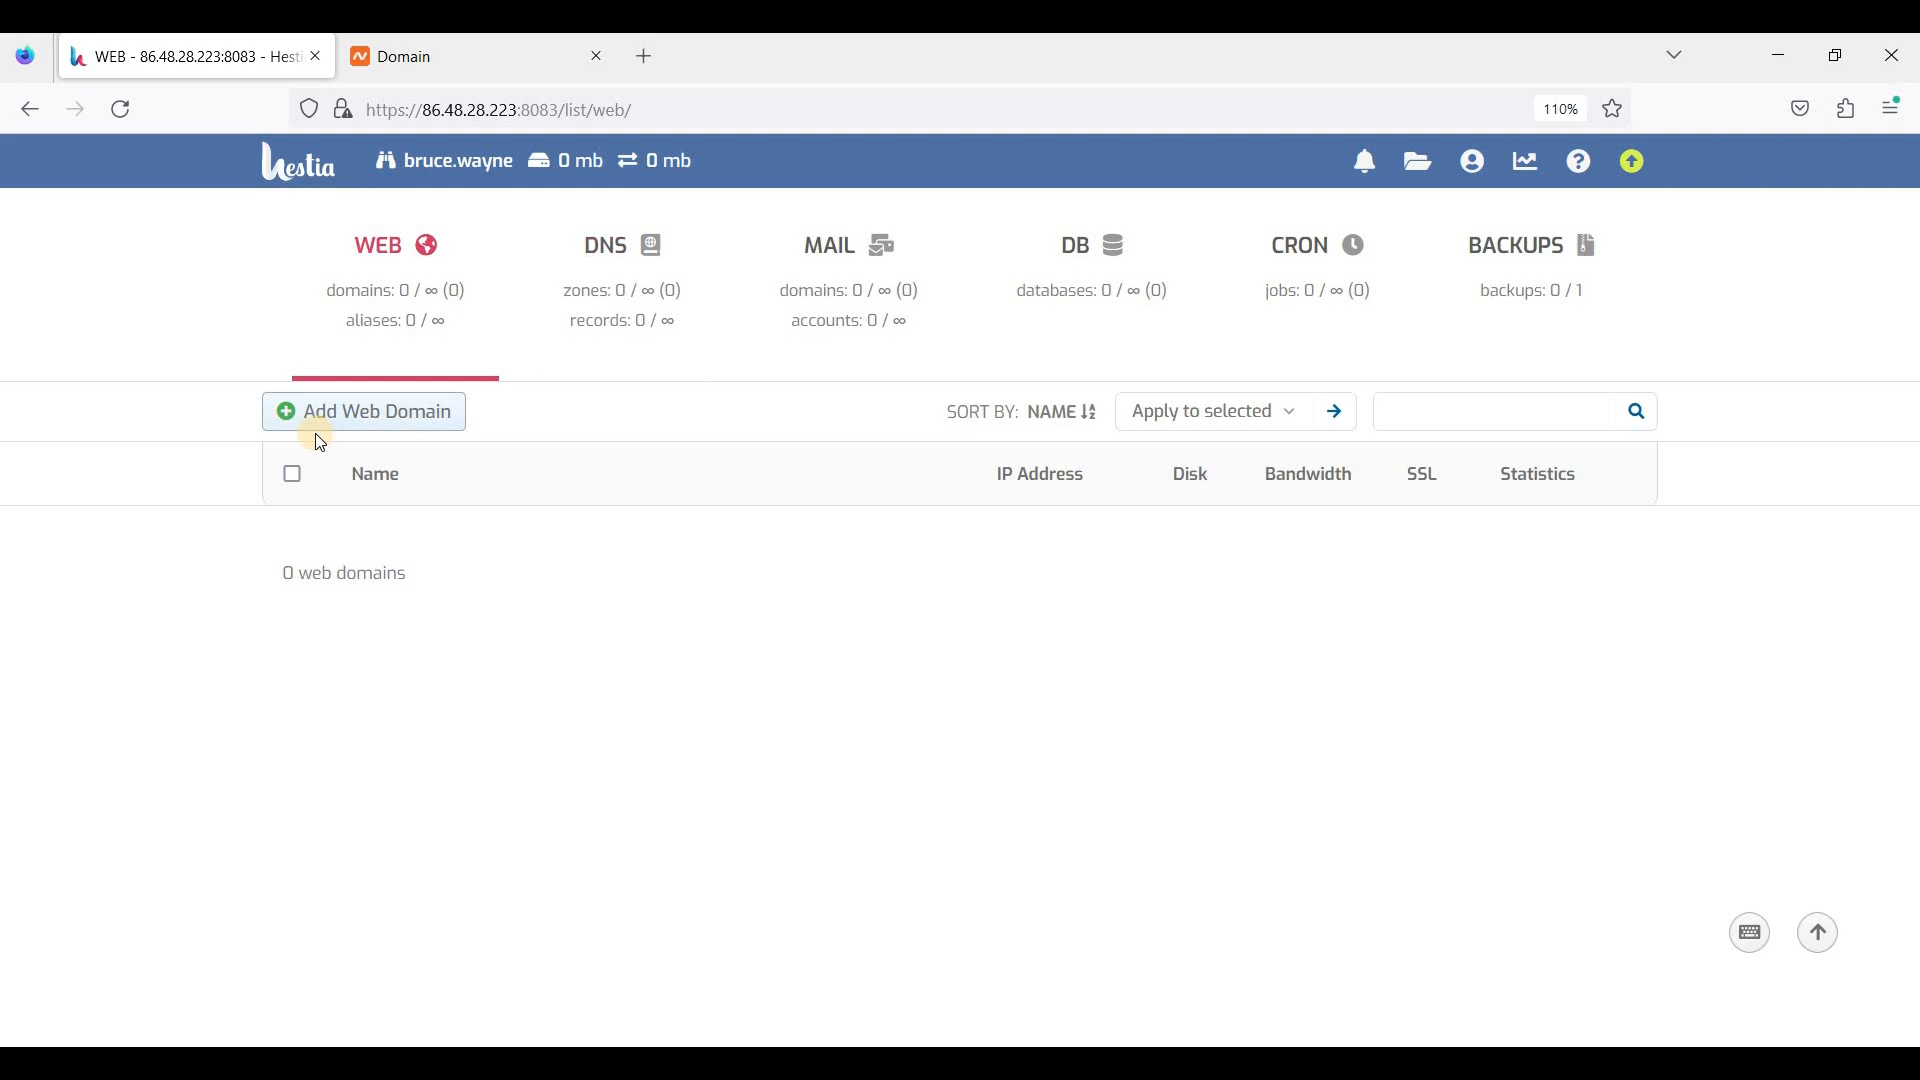 WEB - 86.48.28.223:8083 - Hesti
Domain
https://86.48.28.223:8083/list/web/
110%
hestia bruce.wayne 0 mb 0 mb
WEB DNS MAIL DB CRON BACKUPS
domains: 0 / ∞ (0) zones: 0 / ∞ (0) domains: 0 / ∞ (0) databases: 0 / ∞ (0) jobs: 0 / ∞ (0) backups: 0 / 1
aliases: 0 / ∞ records: 0 / ∞ accounts: 0 / ∞
Add Web Domain SORT BY: NAME Apply to selected
Name IP Address Disk Bandwidth SSL Statistics
0 web domains